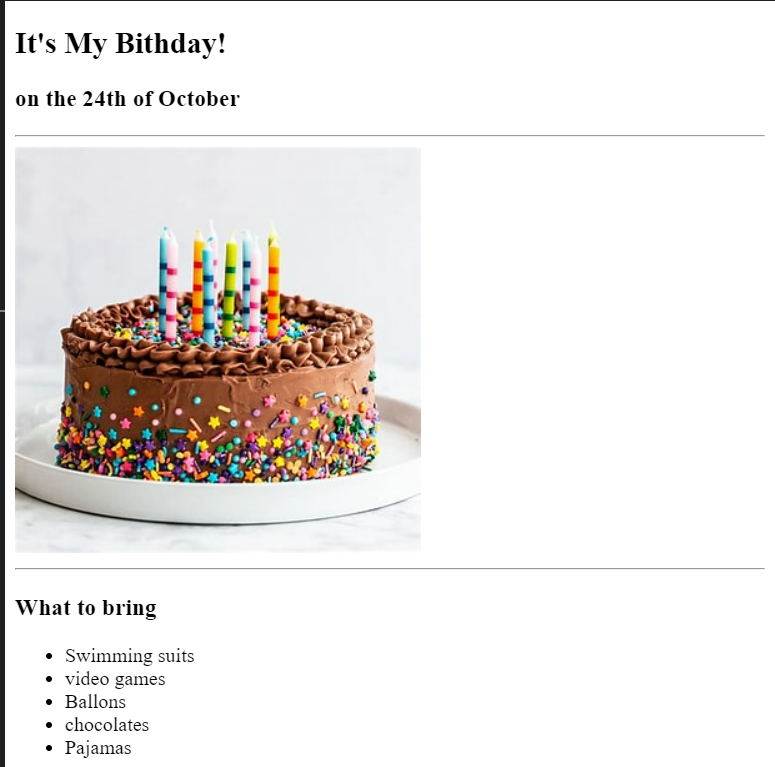 It's My Bithday!
on the 24th of October
What to bring
Swimming suits
video games
Ballons
chocolates
Pajamas